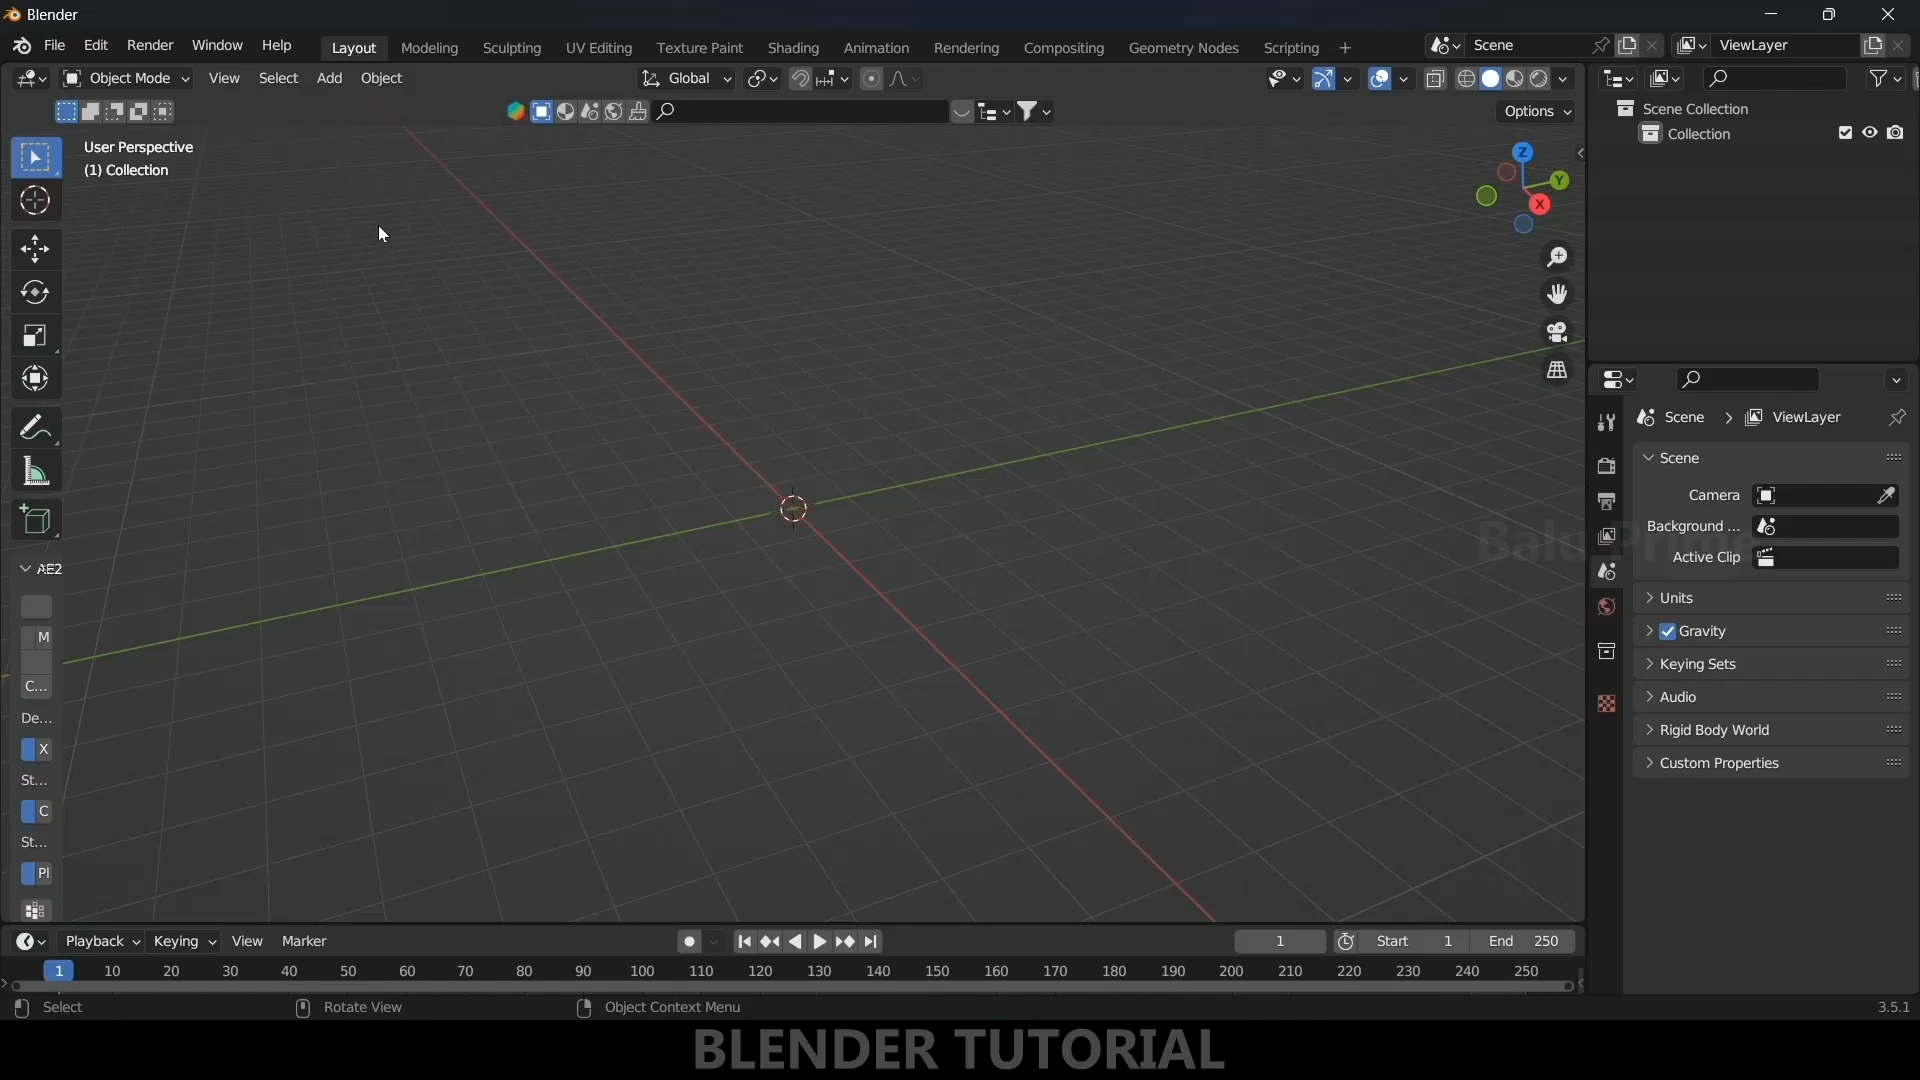 Blender
File Edit Render Window Help Layout Modeling Sculpting UV Editing Texture Paint Shading Animation Rendering Compositing Geometry Nodes Scripting + Scene ViewLayer
Object Mode View Select Add Object Global
Options
User Perspective
(1) Collection
Z
Y
X
Scene Collection
Collection
Scene > ViewLayer
Scene
Camera
Background ...
Active Clip
Units
Gravity
Keying Sets
Audio
Rigid Body World
Custom Properties
AE2
M
C...
De...
X
St...
C
St...
Pl
Playback Keying View Marker 1 Start 1 End 250
1 10 20 30 40 50 60 70 80 90 100 110 120 130 140 150 160 170 180 190 200 210 220 230 240 250
Select Rotate View Object Context Menu 3.5.1
BLENDER TUTORIAL